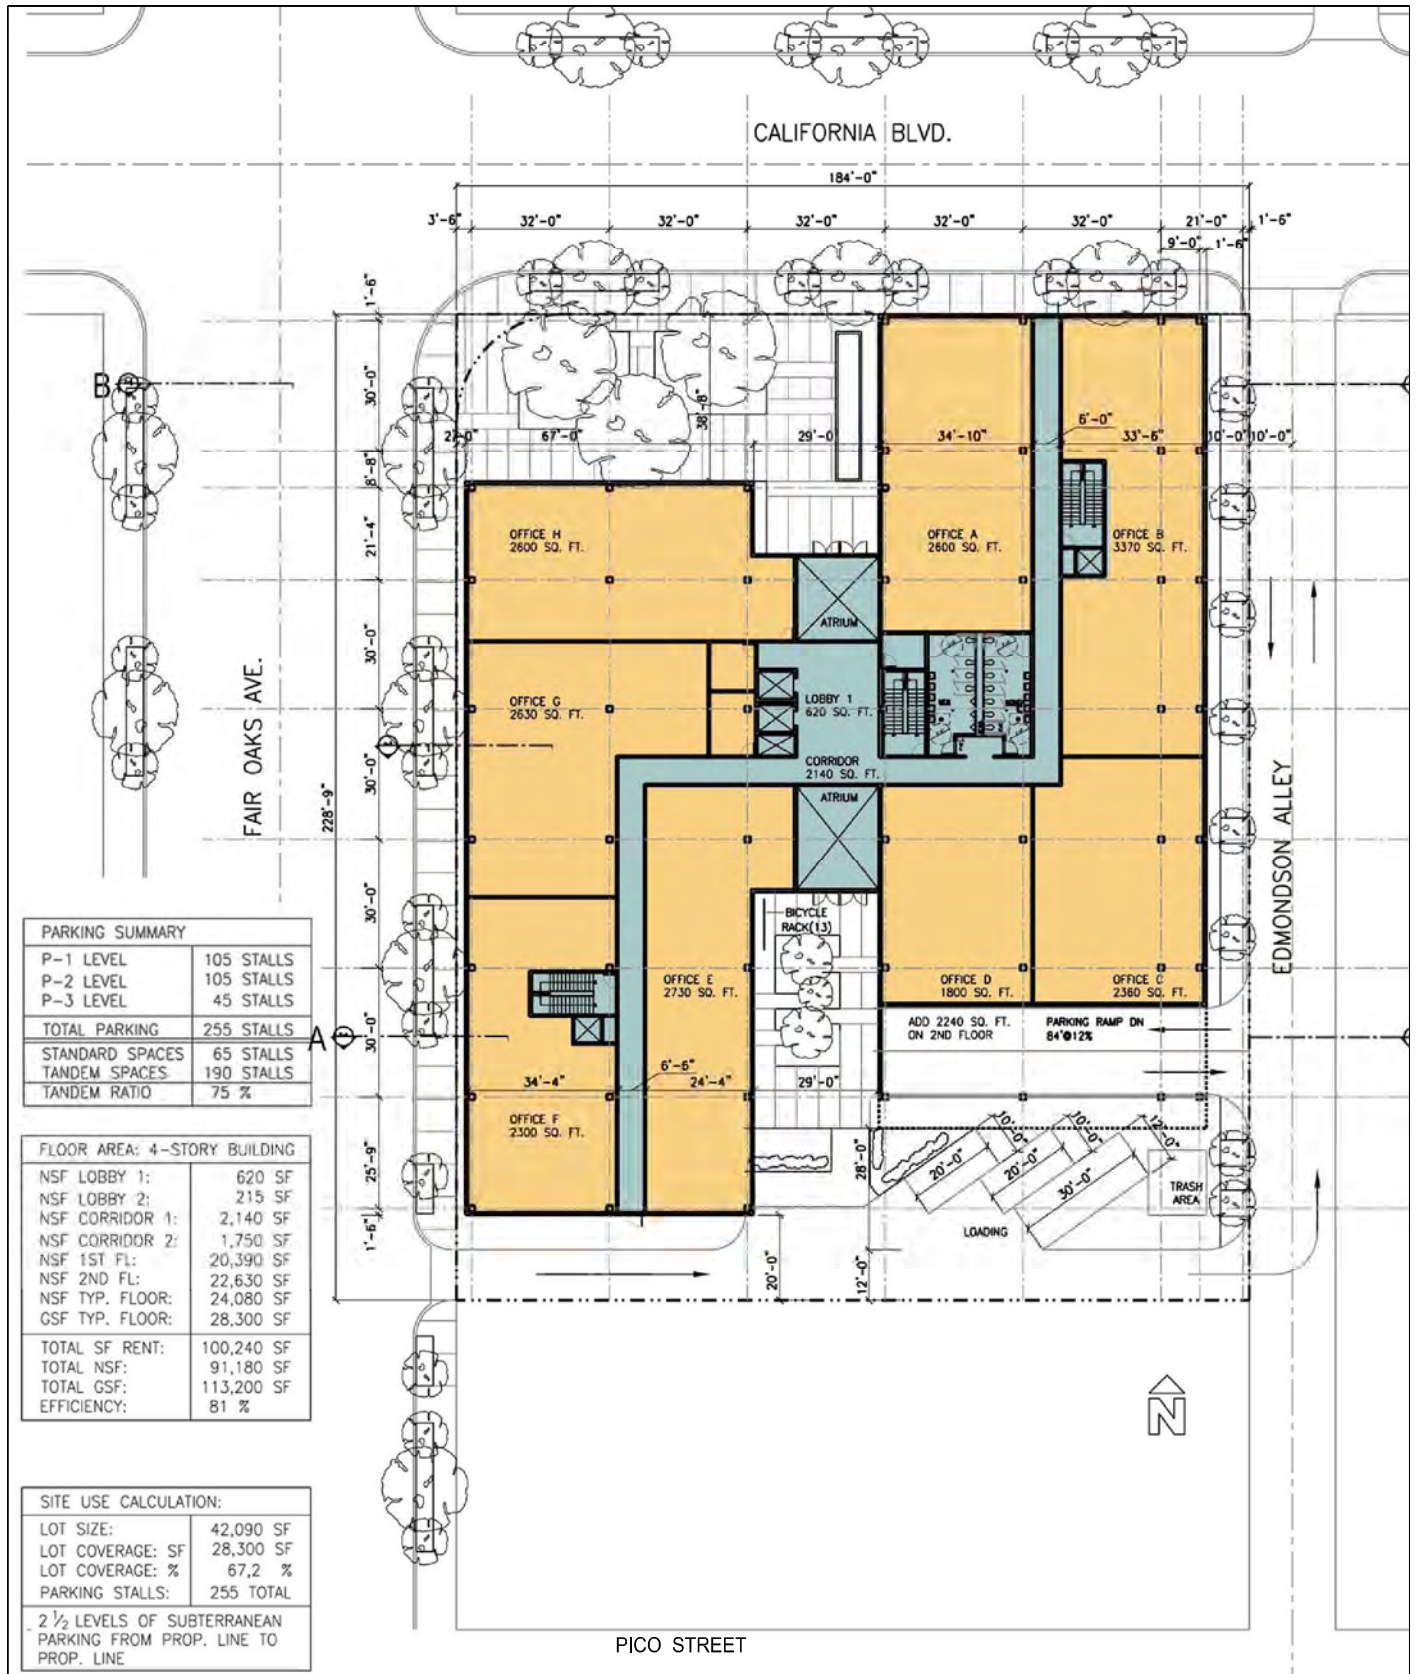 CALIFORNIA BLVD.
184'-0"
3'-6" 32'-0" 32'-0" 32'-0" 32'-0" 32'-0" 21'-0" 1'-6"
9'-0" 1'-6"
1'-6"
30'-0"
8'-8"
21'-4"
30'-0"
30'-0"
30'-0"
30'-0"
25'-9"
1'-6"
228'-9"
B
38'-8"
67'-0" 29'-0 34'-10" 6'-0" 33'-6" 10'-0" 10'-0"
OFFICE H
2600 SQ. FT.
OFFICE A
2600 SQ. FT.
OFFICE B
3370 SQ. FT.
ATRIUM
FAIR OAKS AVE.
OFFICE G
2630 SQ. FT.
LOBBY 1
620 SQ. FT.
CORRIDOR
2140 SQ. FT.
ATRIUM
EDMONDSON ALLEY
BICYCLE
RACK(13)
OFFICE E
2730 SQ. FT.
OFFICE D
1800 SQ. FT.
OFFICE C
2360 SQ. FT.
ADD 2240 SQ. FT.
ON 2ND FLOOR
PARKING RAMP DN
84'@12%
A
34'-4" 6'-6" 24'-4" 29'-0"
OFFICE F
2300 SQ. FT.
28'-0"
10'-0" 10'-0" 12'-0"
20'-0" 20'-0" 30'-0"
TRASH
AREA
LOADING
20'-0"
12'-0"
N
PICO STREET
PARKING SUMMARY
P-1 LEVEL 105 STALLS
P-2 LEVEL 105 STALLS
P-3 LEVEL 45 STALLS
TOTAL PARKING 255 STALLS
STANDARD SPACES 65 STALLS
TANDEM SPACES 190 STALLS
TANDEM RATIO 75 %
FLOOR AREA: 4-STORY BUILDING
NSF LOBBY 1: 620 SF
NSF LOBBY 2: 215 SF
NSF CORRIDOR 1: 2,140 SF
NSF CORRIDOR 2: 1,750 SF
NSF 1ST FL: 20,390 SF
NSF 2ND FL: 22,630 SF
NSF TYP. FLOOR: 24,080 SF
GSF TYP. FLOOR: 28,300 SF
TOTAL SF RENT: 100,240 SF
TOTAL NSF: 91,180 SF
TOTAL GSF: 113,200 SF
EFFICIENCY: 81 %
SITE USE CALCULATION:
LOT SIZE: 42,090 SF
LOT COVERAGE: SF 28,300 SF
LOT COVERAGE: % 67,2 %
PARKING STALLS: 255 TOTAL
2 ½ LEVELS OF SUBTERRANEAN
PARKING FROM PROP. LINE TO
PROP. LINE